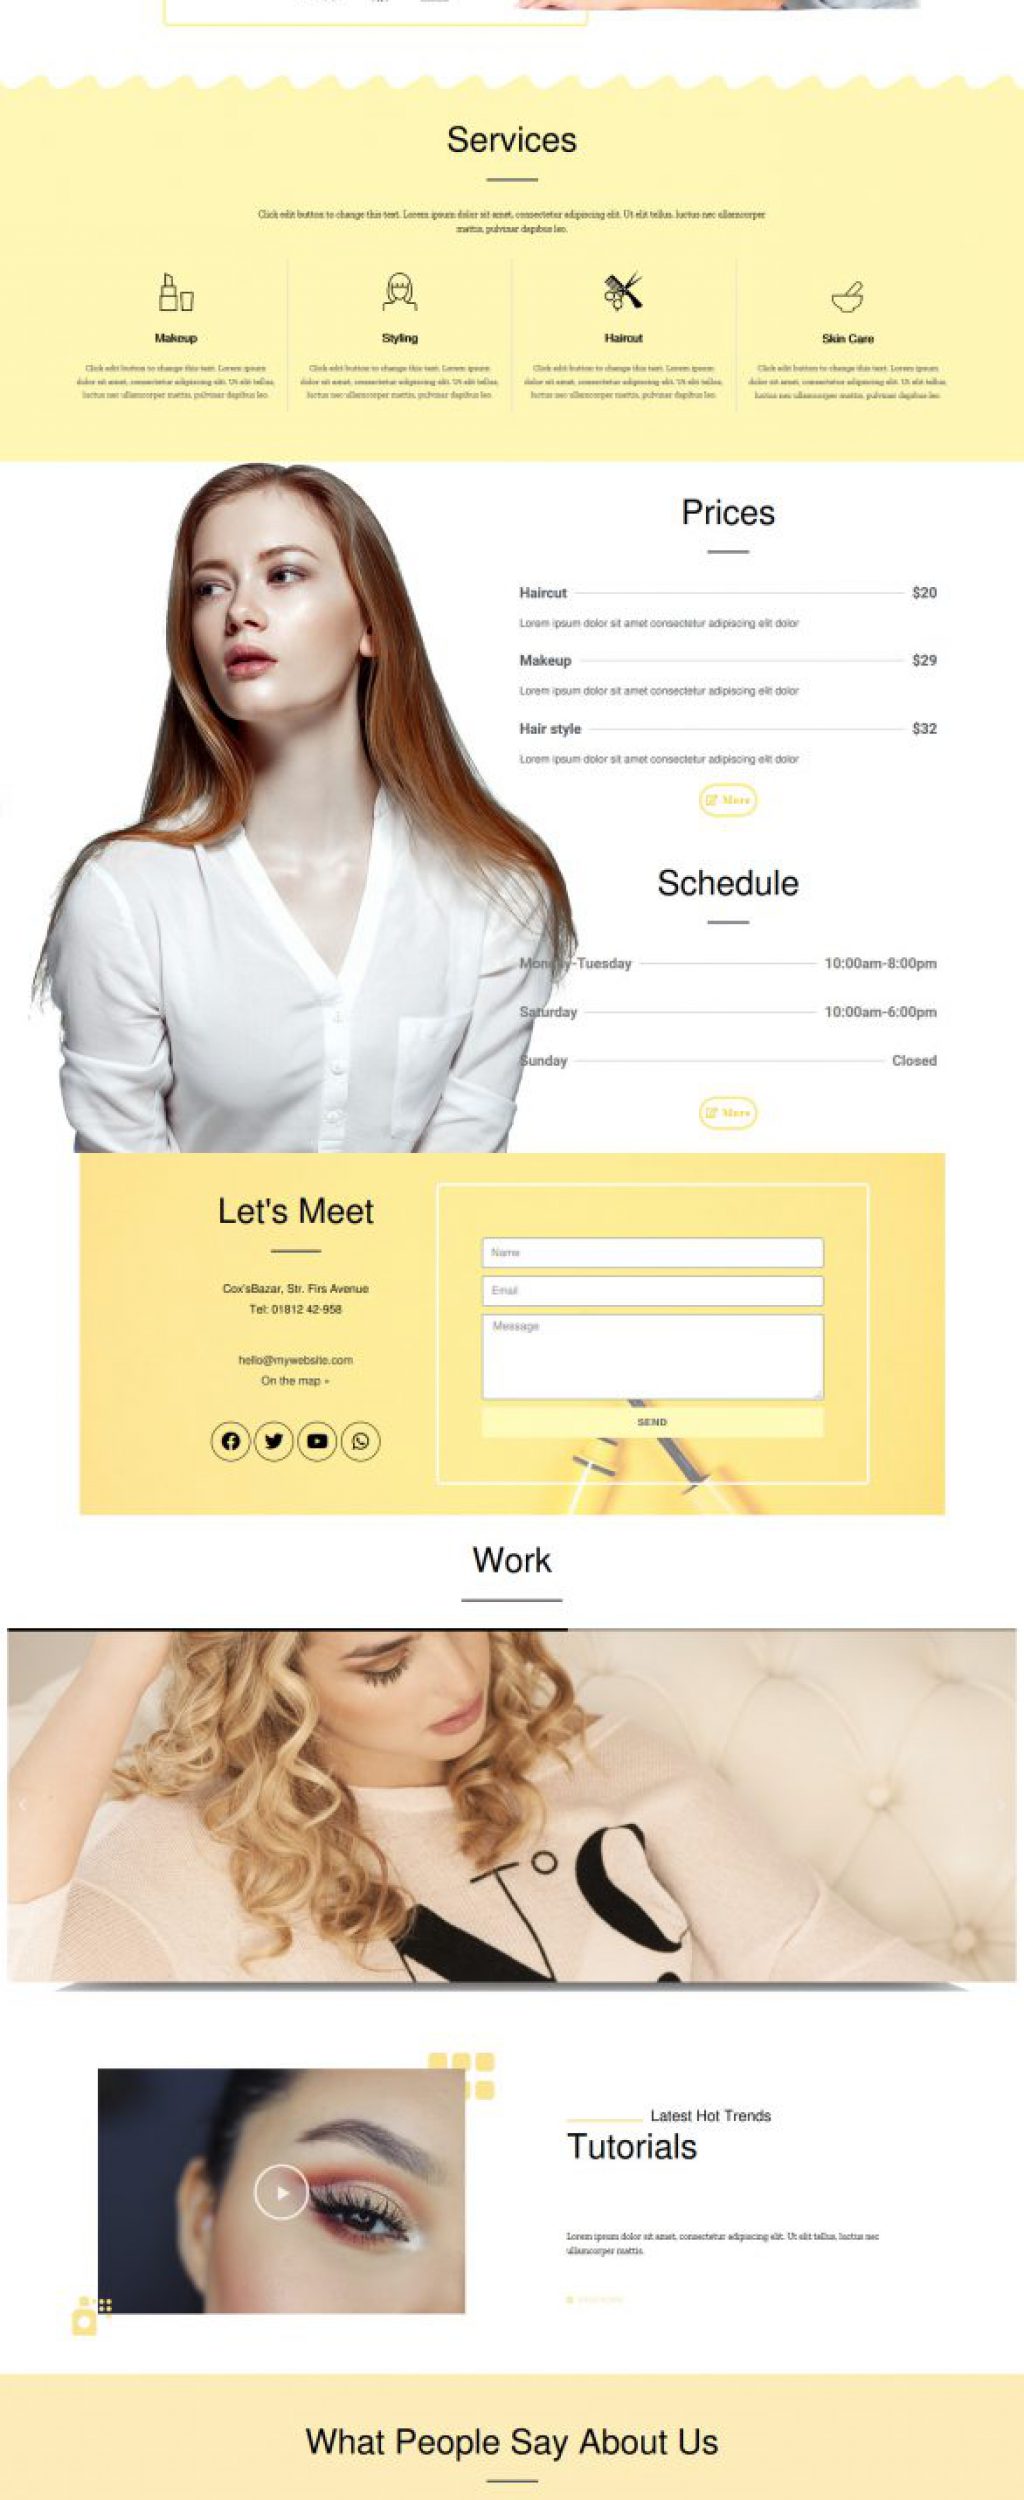 Services
Click edit button to change this text. Lorem ipsum dolor sit amet, consectetur adipiscing elit. Ut elit tellus, luctus nec ullamcorper
mattis, pulvinar dapibus leo.
Makeup
Click edit button to change this text. Lorem ipsum
dolor sit amet, consectetur adipiscing elit. Ut elit tellus,
luctus nec ullamcorper mattis, pulvinar dapibus leo.
Styling
Click edit button to change this text. Lorem ipsum
dolor sit amet, consectetur adipiscing elit. Ut elit tellus,
luctus nec ullamcorper mattis, pulvinar dapibus leo.
Haircut
Click edit button to change this text. Lorem ipsum
dolor sit amet, consectetur adipiscing elit. Ut elit tellus,
luctus nec ullamcorper mattis, pulvinar dapibus leo.
Skin Care
Click edit button to change this text. Lorem ipsum
dolor sit amet, consectetur adipiscing elit. Ut elit tellus,
luctus nec ullamcorper mattis, pulvinar dapibus leo.
Prices
Haircut $20
Lorem ipsum dolor sit amet consectetur adipiscing elit dolor
Makeup $29
Lorem ipsum dolor sit amet consectetur adipiscing elit dolor
Hair style $32
Lorem ipsum dolor sit amet consectetur adipiscing elit dolor
More
Schedule
Monday-Tuesday 10:00am-8:00pm
Saturday 10:00am-6:00pm
Sunday Closed
More
Let's Meet
Cox'sBazar, Str. Firs Avenue
Tel: 01812 42-958
hello@mywebsite.com
On the map »
Name
Email
Message
SEND
Work
N°
Latest Hot Trends
Tutorials
Lorem ipsum dolor sit amet, consectetur adipiscing elit. Ut elit tellus, luctus nec
ullamcorper mattis
What People Say About Us